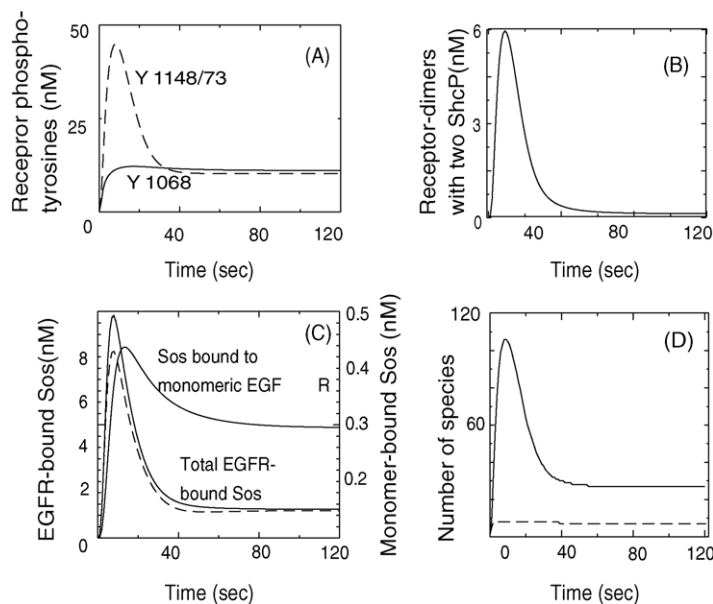 Recepror phospho-
tyrosines (nM)
50
25
0
(A)
Y 1148/73
Y 1068
0
40
80
120
Time (sec)
Receptor-dimers
with two ShcP(nM)
6
3
0
(B)
0
40
80
120
Time (sec)
EGFR-bound Sos(nM)
8
6
4
2
0
(C)
Sos bound to
monomeric EGF R
Total EGFR-
bound Sos
0.5
0.4
0.3
0.2
Monomer-bound Sos (nM)
0
40
80
120
Time (sec)
Number of species
120
60
0
(D)
0
40
80
120
Time (sec)